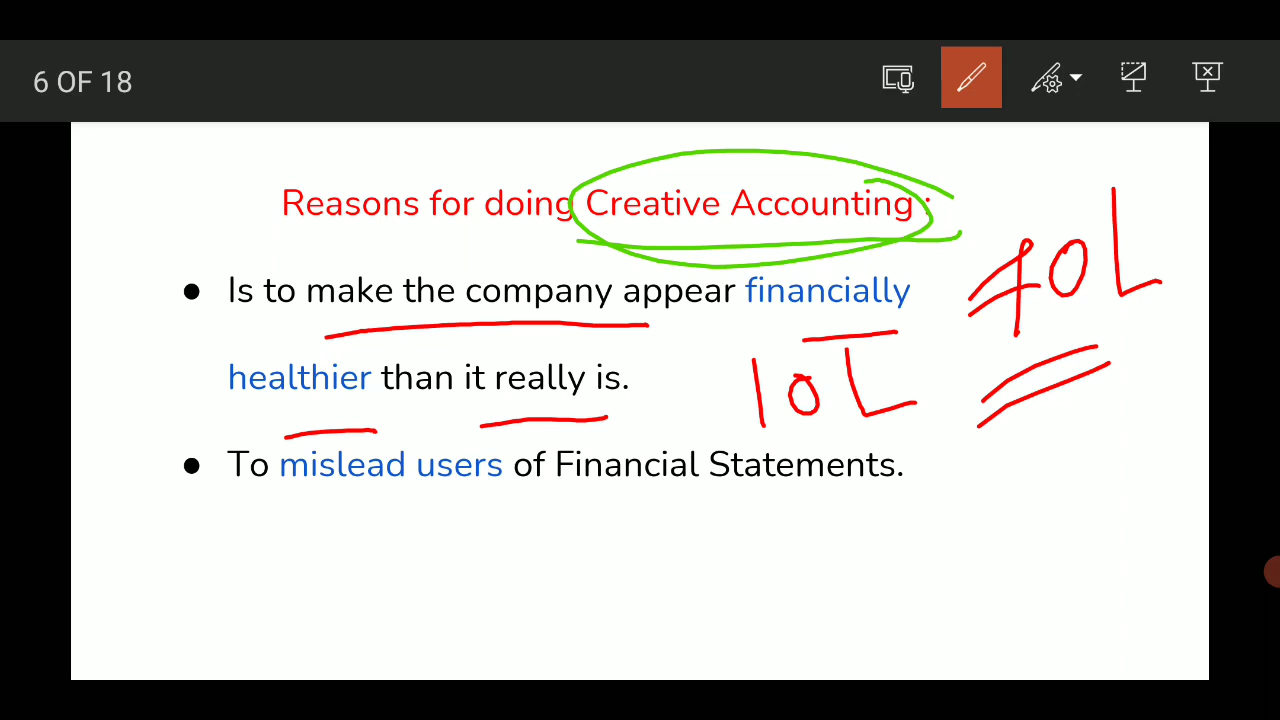 6 OF 18
Reasons for doing Creative Accounting :
● Is to make the company appear financially
healthier than it really is.
● To mislead users of Financial Statements.
40L
10L